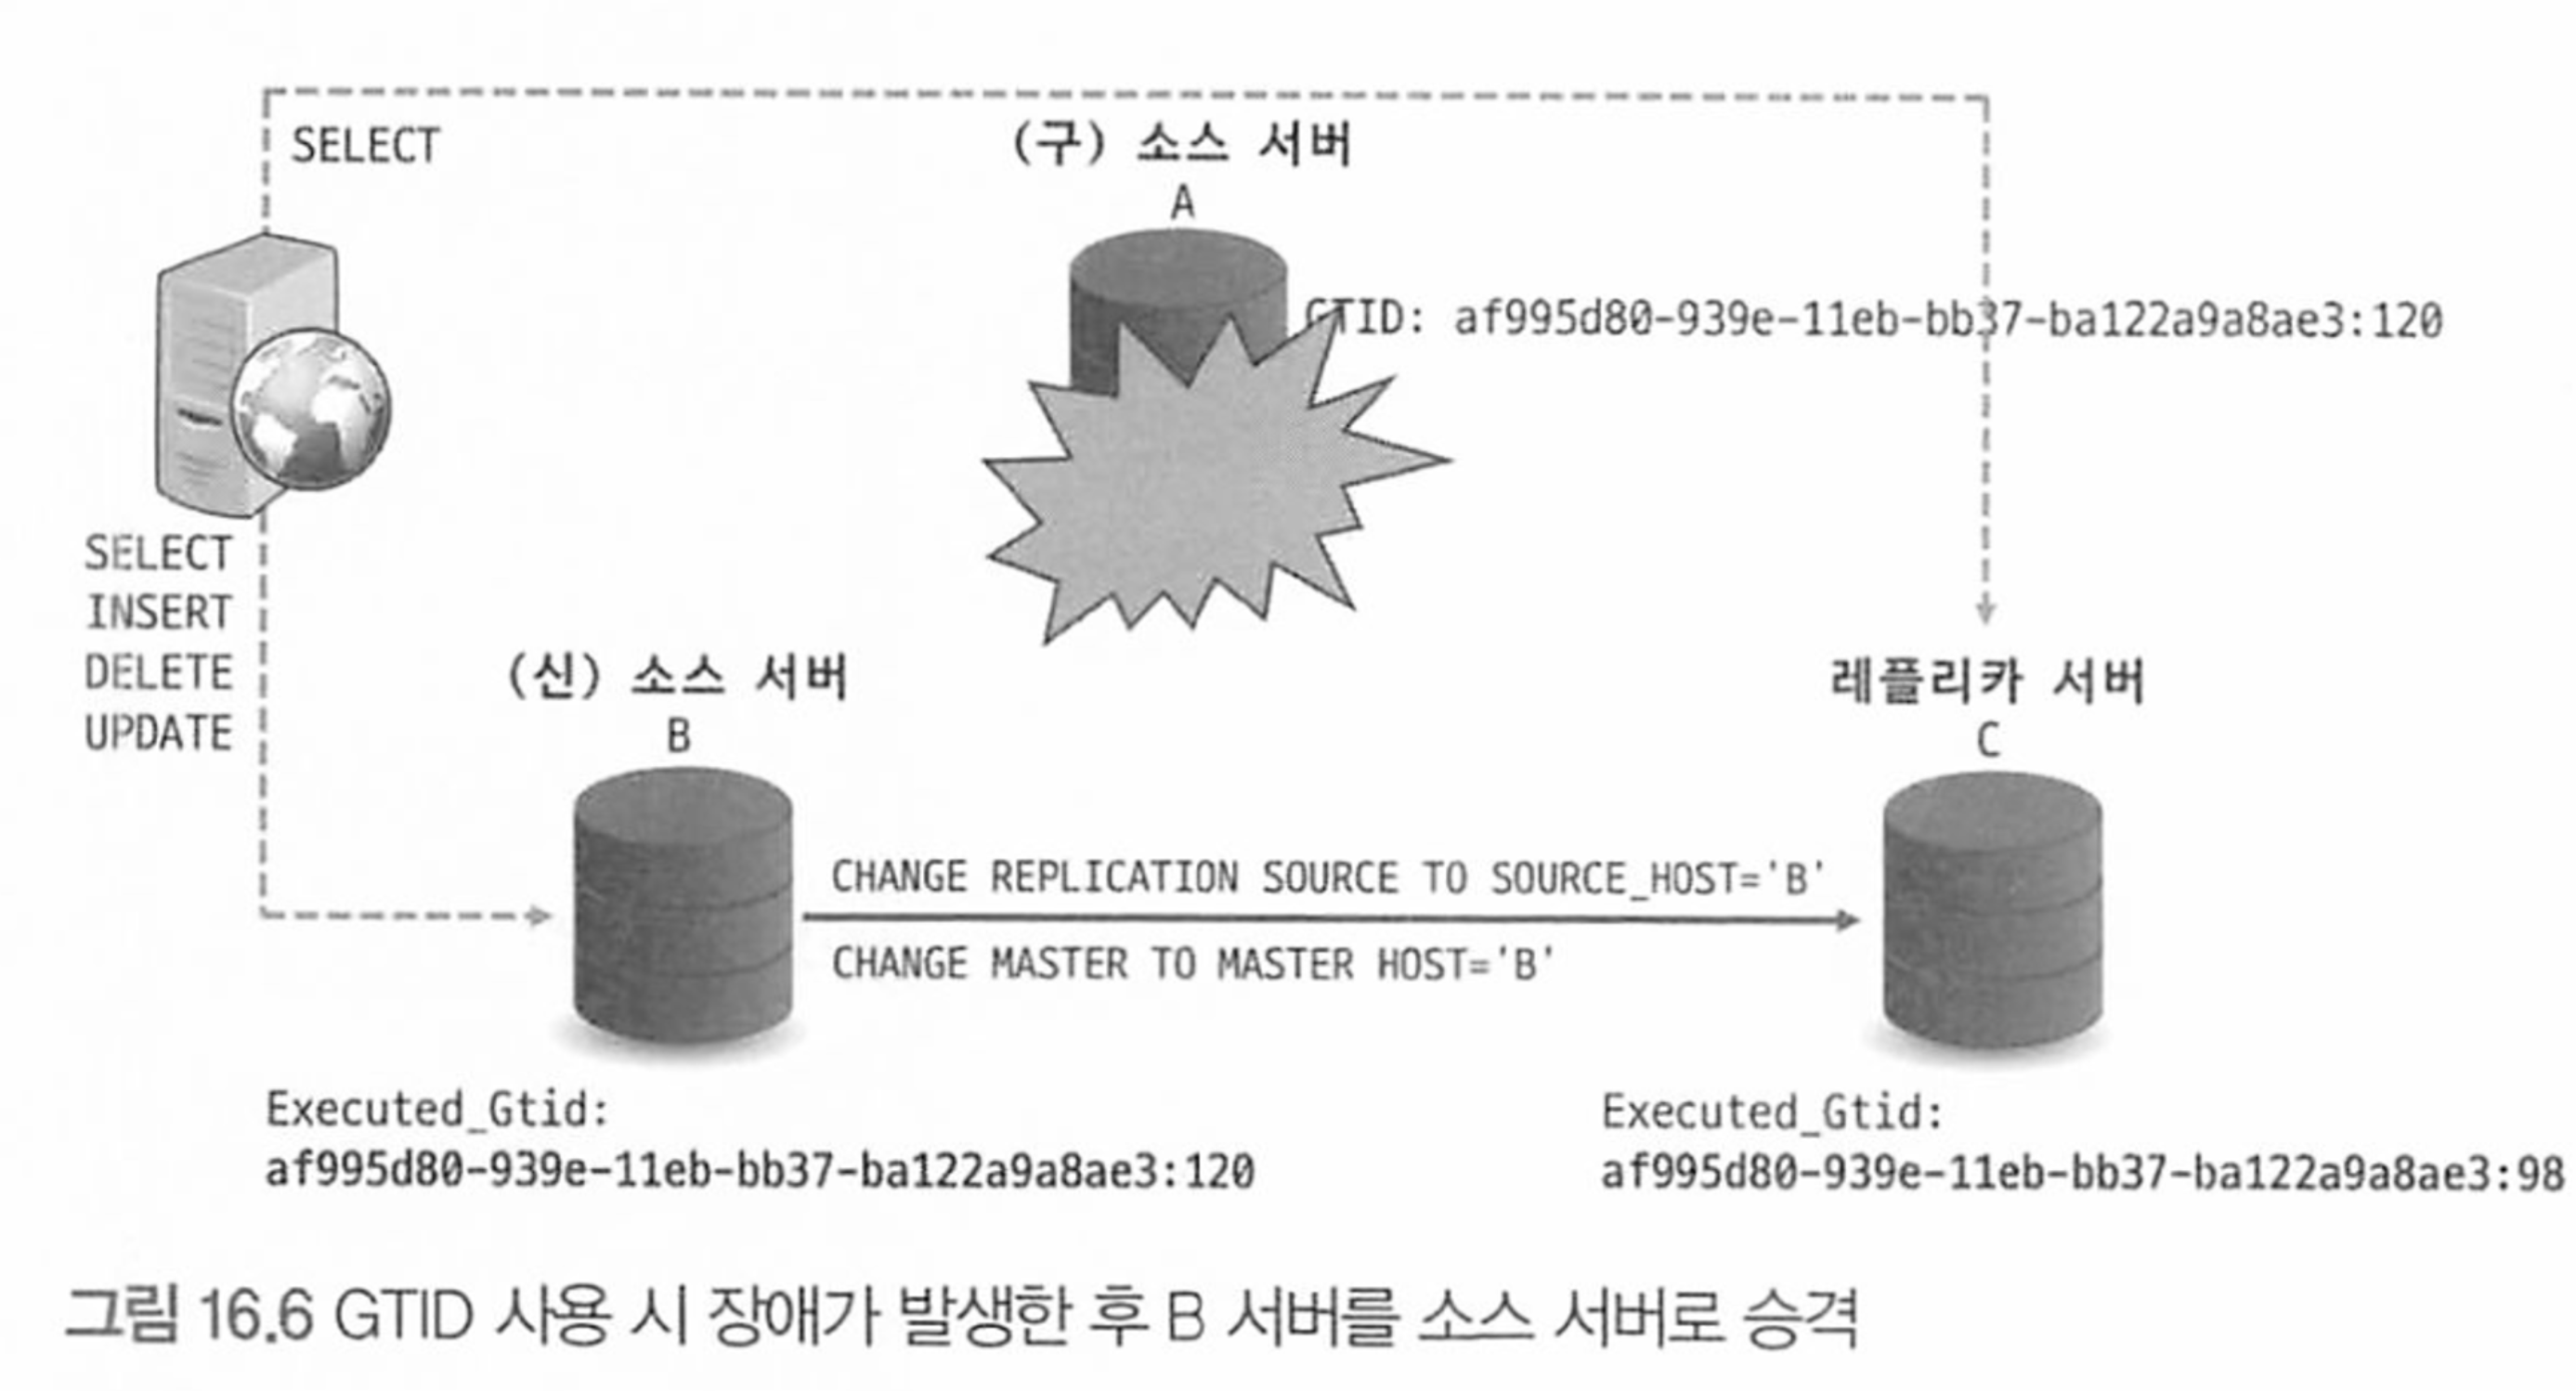 SELECT
(구) 소스 서버
A
GTID: af995d80-939e-11eb-bb37-ba122a9a8ae3:120
SELECT
INSERT
DELETE
UPDATE
(신) 소스 서버
B
레플리카 서버
C
CHANGE REPLICATION SOURCE TO SOURCE_HOST='B'
CHANGE MASTER TO MASTER HOST='B'
Executed_Gtid:
af995d80-939e-11eb-bb37-ba122a9a8ae3:120
Executed_Gtid:
af995d80-939e-11eb-bb37-ba122a9a8ae3:98
그림 16.6 GTID 사용 시 장애가 발생한 후 B 서버를 소스 서버로 승격